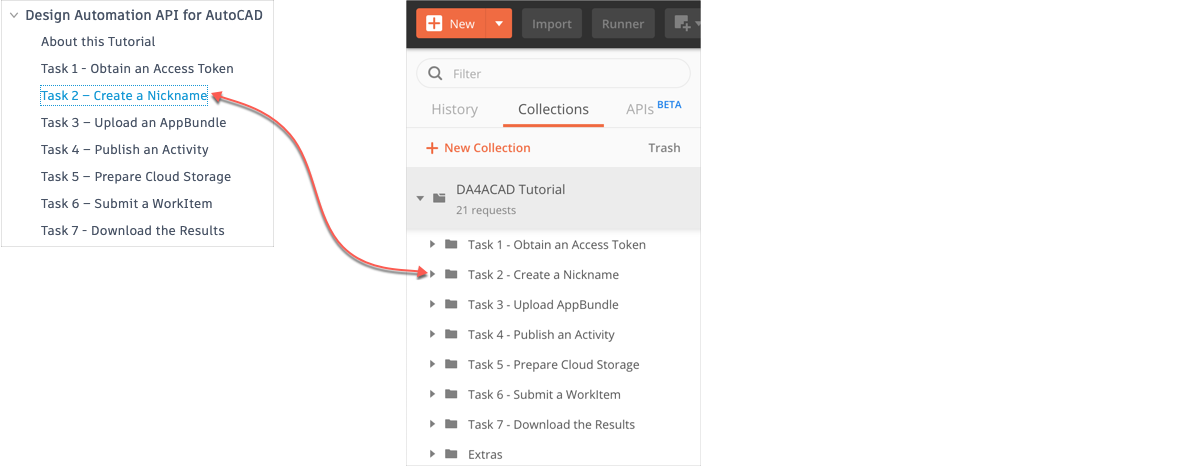 Design Automation API for AutoCAD
About this Tutorial
Task 1 - Obtain an Access Token
Task 2 – Create a Nickname
Task 3 – Upload an AppBundle
Task 4 – Publish an Activity
Task 5 – Prepare Cloud Storage
Task 6 – Submit a WorkItem
Task 7 - Download the Results
New Import Runner
Filter
History Collections APIs BETA
+ New Collection Trash
DA4ACAD Tutorial
21 requests
Task 1 - Obtain an Access Token
Task 2 - Create a Nickname
Task 3 - Upload AppBundle
Task 4 - Publish an Activity
Task 5 - Prepare Cloud Storage
Task 6 - Submit a WorkItem
Task 7 - Download the Results
Extras